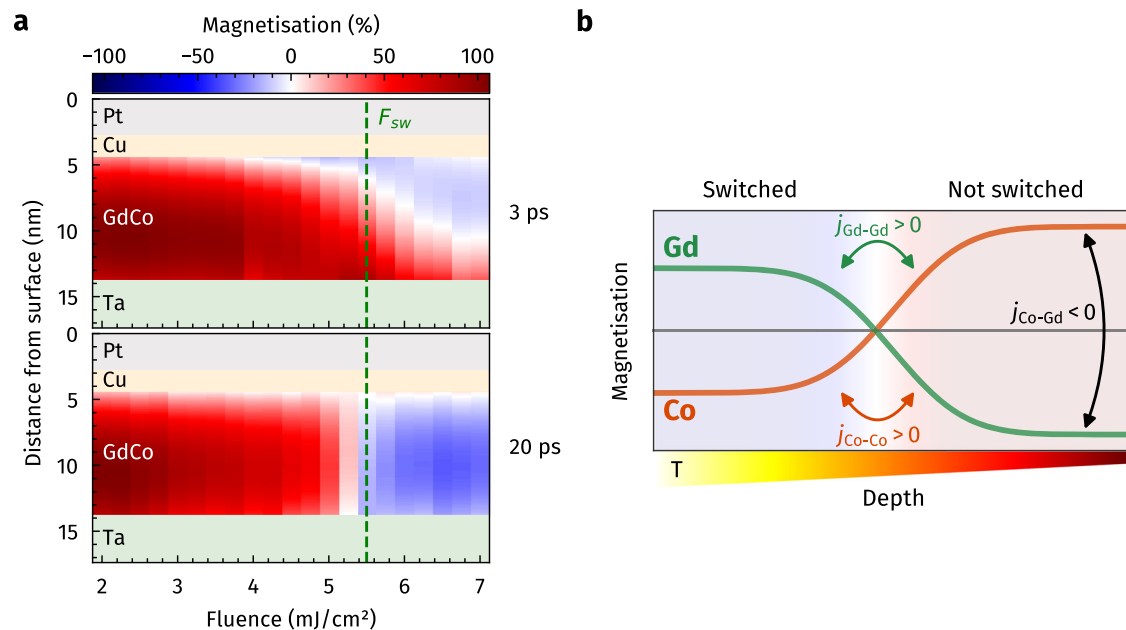 a
Magnetisation (%)
−100 −50 0 50 100
0
Pt
F_sw
Cu
5
GdCo
3 ps
10
15
Ta
Distance from surface (nm)
0
Pt
Cu
5
GdCo
20 ps
10
15
Ta
2 3 4 5 6 7
Fluence (mJ/cm²)
b
Switched Not switched
j_Gd-Gd > 0
Gd
j_Co-Gd < 0
Magnetisation
Co
j_Co-Co > 0
T
Depth